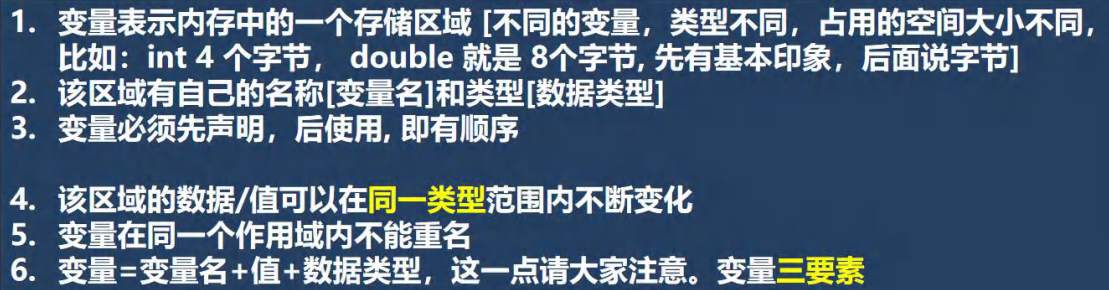 1. 变量表示内存中的一个存储区域 [不同的变量，类型不同，占用的空间大小不同，
比如：int 4 个字节， double 就是 8个字节, 先有基本印象，后面说字节]
2. 该区域有自己的名称[变量名]和类型[数据类型]
3. 变量必须先声明，后使用, 即有顺序
4. 该区域的数据/值可以在同一类型范围内不断变化
5. 变量在同一个作用域内不能重名
6. 变量=变量名+值+数据类型，这一点请大家注意。变量三要素